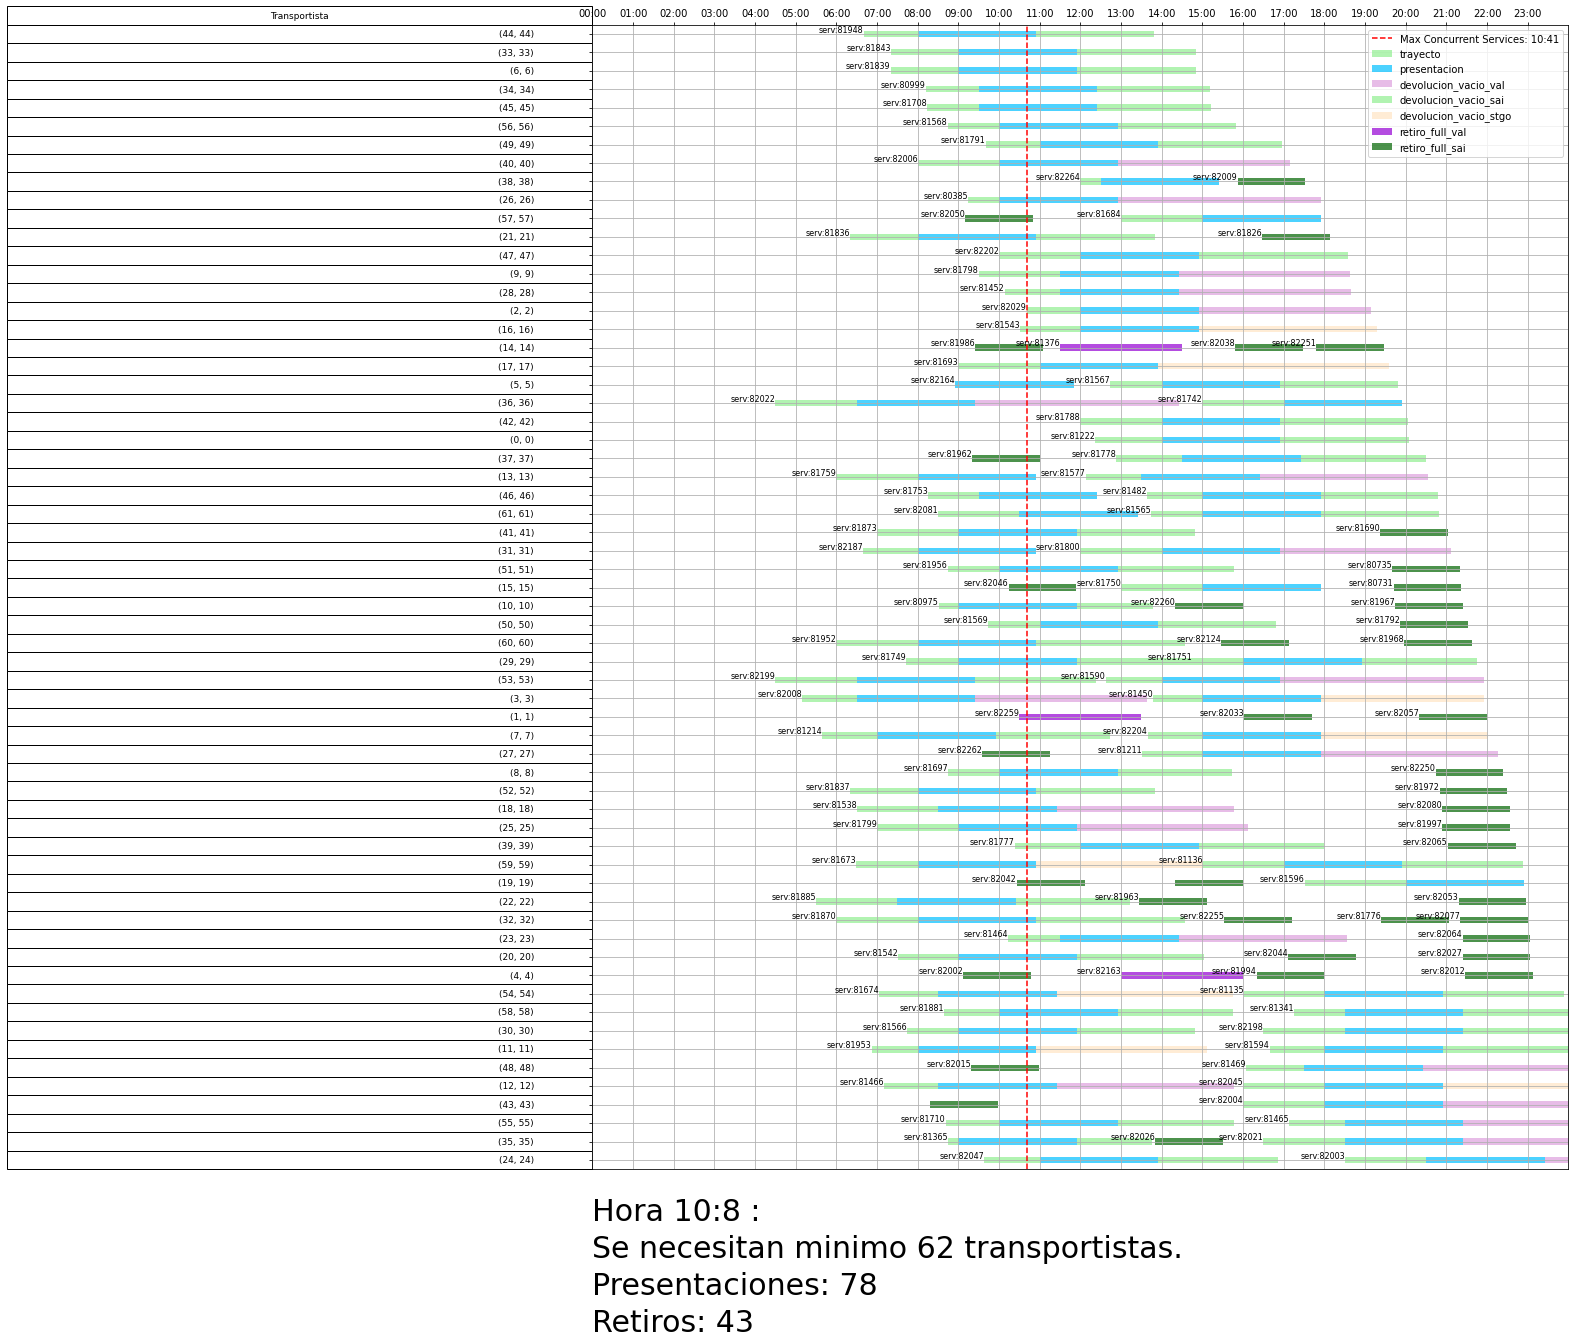 Transportista
00:00 01:00 02:00 03:00 04:00 05:00 06:00 07:00 08:00 09:00 10:00 11:00 12:00 13:00 14:00 15:00 16:00 17:00 18:00 19:00 20:00 21:00 22:00 23:00
Max Concurrent Services: 10:41
trayecto
presentacion
devolucion_vacio_val
devolucion_vacio_sai
devolucion_vacio_stgo
retiro_full_val
retiro_full_sai
(44, 44) serv:81948
(33, 33) serv:81843
(6, 6) serv:81839
(34, 34) serv:80999
(45, 45) serv:81708
(56, 56) serv:81568
(49, 49) serv:81791
(40, 40) serv:82006
(38, 38) serv:82264 serv:82009
(26, 26) serv:80385
(57, 57) serv:82050 serv:81684
(21, 21) serv:81836 serv:81826
(47, 47) serv:82202
(9, 9) serv:81798
(28, 28) serv:81452
(2, 2) serv:82029
(16, 16) serv:81543
(14, 14) serv:81986 serv:81376 serv:82038 serv:82251
(17, 17) serv:81693
(5, 5) serv:82164 serv:81567
(36, 36) serv:82022 serv:81742
(42, 42) serv:81788
(0, 0) serv:81222
(37, 37) serv:81962 serv:81778
(13, 13) serv:81759 serv:81577
(46, 46) serv:81753 serv:81482
(61, 61) serv:82081 serv:81565
(41, 41) serv:81873 serv:81690
(31, 31) serv:82187 serv:81800
(51, 51) serv:81956 serv:80735
(15, 15) serv:82046 serv:81750 serv:80731
(10, 10) serv:80975 serv:82260 serv:81967
(50, 50) serv:81569 serv:81792
(60, 60) serv:81952 serv:82124 serv:81968
(29, 29) serv:81749 serv:81751
(53, 53) serv:82199 serv:81590
(3, 3) serv:82008 serv:81450
(1, 1) serv:82259 serv:82033 serv:82057
(7, 7) serv:81214 serv:82204
(27, 27) serv:82262 serv:81211
(8, 8) serv:81697 serv:82250
(52, 52) serv:81837 serv:81972
(18, 18) serv:81538 serv:82080
(25, 25) serv:81799 serv:81997
(39, 39) serv:81777 serv:82065
(59, 59) serv:81673 serv:81136
(19, 19) serv:82042 serv:81596
(22, 22) serv:81885 serv:81963 serv:82053
(32, 32) serv:81870 serv:82255 serv:81776 serv:82077
(23, 23) serv:81464 serv:82064
(20, 20) serv:81542 serv:82044 serv:82027
(4, 4) serv:82002 serv:82163 serv:81994 serv:82012
(54, 54) serv:81674 serv:81135
(58, 58) serv:81881 serv:81341
(30, 30) serv:81566 serv:82198
(11, 11) serv:81953 serv:81594
(48, 48) serv:82015 serv:81469
(12, 12) serv:81466 serv:82045
(43, 43) serv:82004
(55, 55) serv:81710 serv:81465
(35, 35) serv:81365 serv:82026 serv:82021
(24, 24) serv:82047 serv:82003
Hora 10:8 :
Se necesitan minimo 62 transportistas.
Presentaciones: 78
Retiros: 43